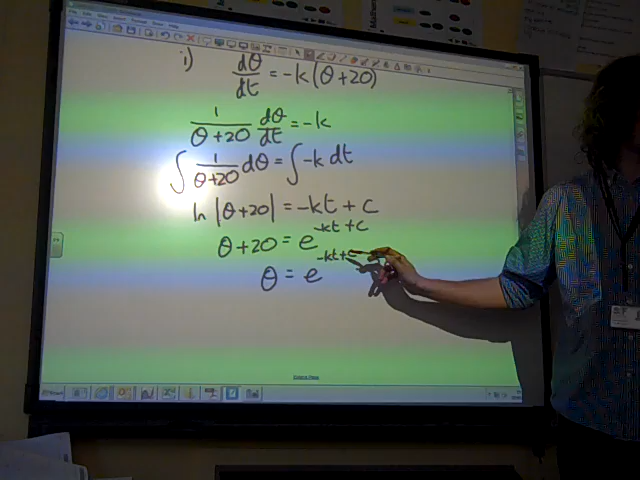 i) dθ/dt = -k(θ+20)
1/(θ+20) dθ/dt = -k
∫ 1/(θ+20) dθ = ∫ -k dt
ln|θ+20| = -kt + c
θ+20 = e^(-kt+c)
θ = e^(-kt+c)